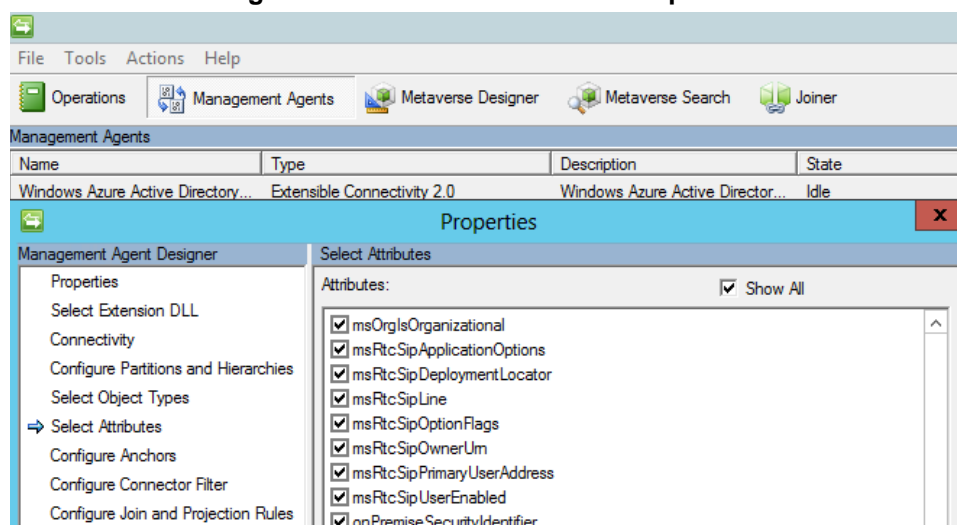 File Tools Actions Help
Operations Management Agents Metaverse Designer Metaverse Search Joiner
Management Agents
Name Type Description State
Windows Azure Active Directory... Extensible Connectivity 2.0 Windows Azure Active Director... Idle
Properties x
Management Agent Designer Select Attributes
Properties Attributes: Show All
Select Extension DLL msOrgIsOrganizational
Connectivity msRtcSipApplicationOptions
Configure Partitions and Hierarchies msRtcSipDeploymentLocator
Select Object Types msRtcSipLine
Select Attributes msRtcSipOptionFlags
Configure Anchors msRtcSipOwnerUrn
Configure Connector Filter msRtcSipPrimaryUserAddress
Configure Join and Projection Rules msRtcSipUserEnabled
onPremiseSecurityIdentifier